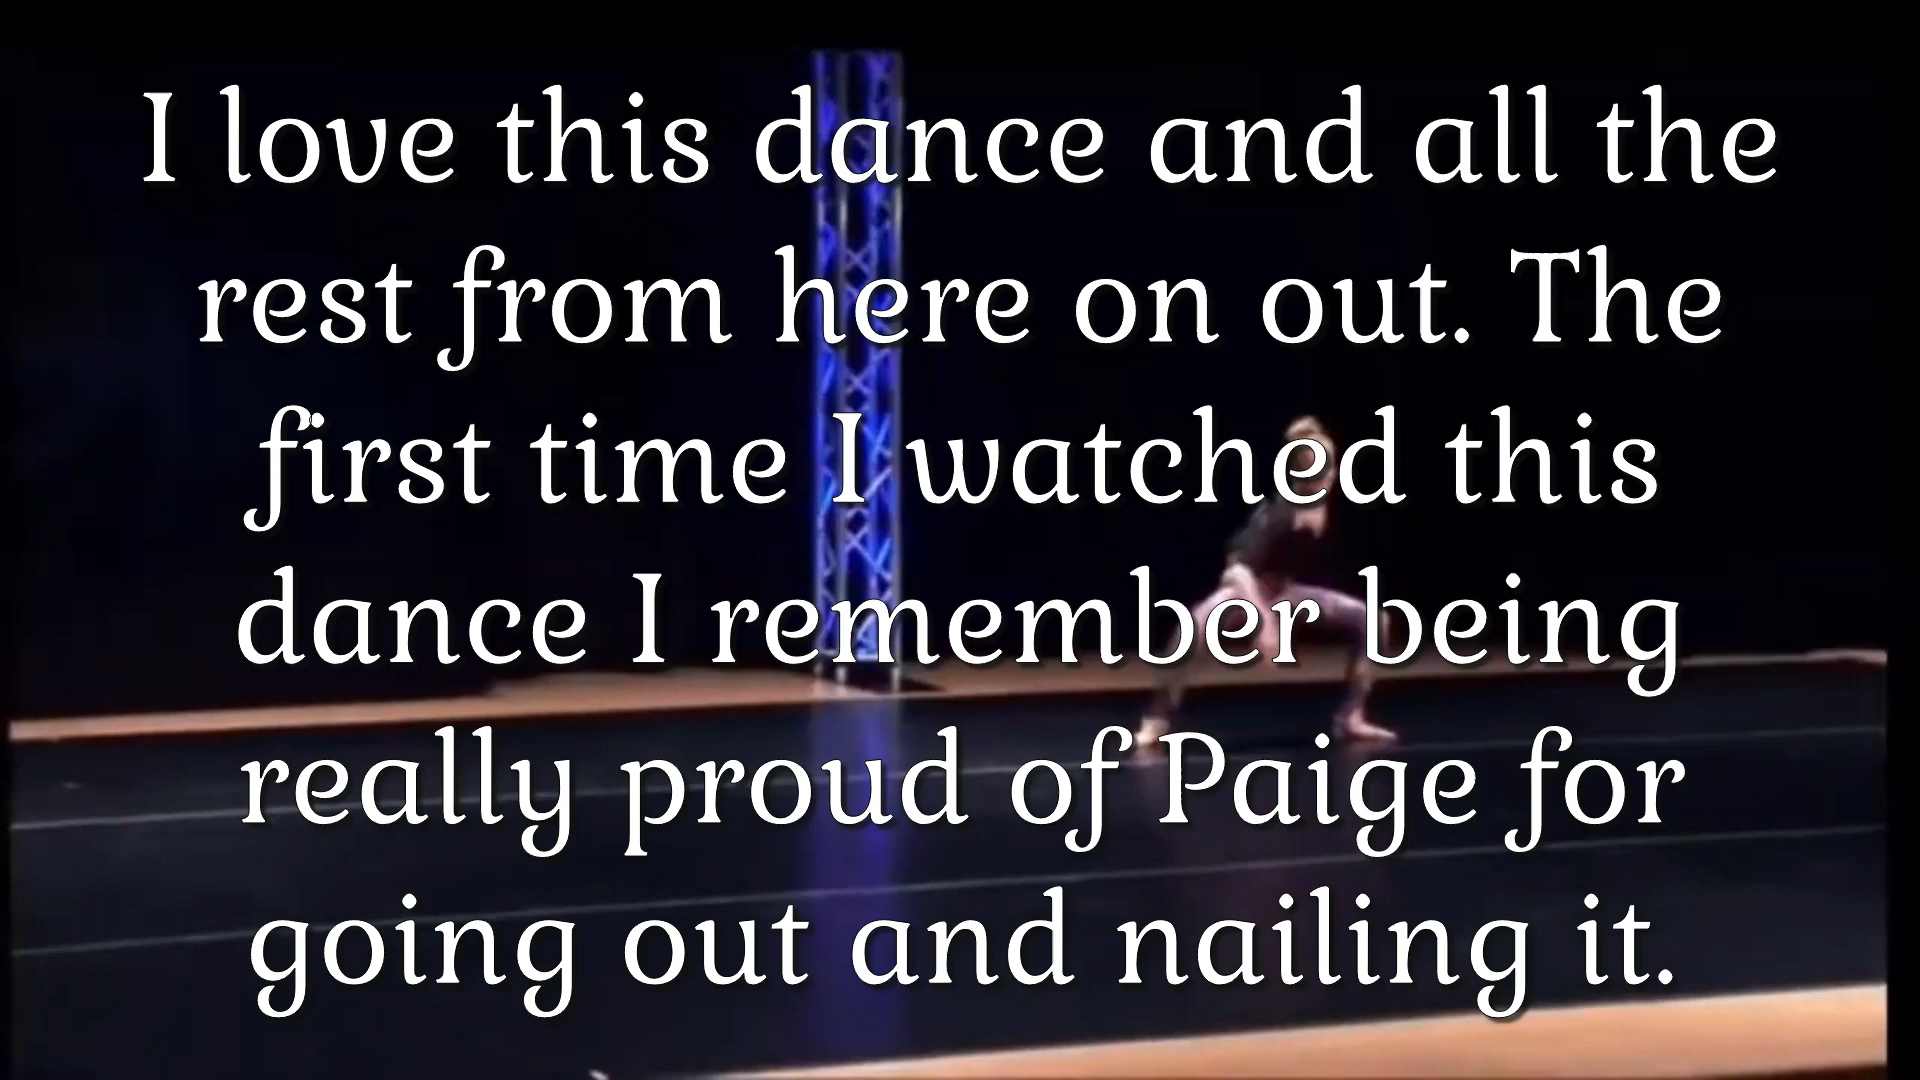 I love this dance and all the
rest from here on out. The
first time I watched this
dance I remember being
really proud of Paige for
going out and nailing it.